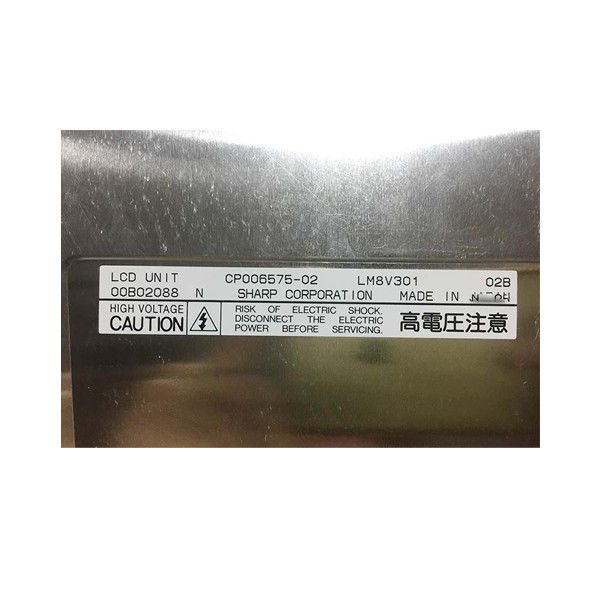 LCD UNIT CP006575-02 LM8V301 02B
00B02088 N SHARP CORPORATION MADE IN
HIGH VOLTAGE
CAUTION
RISK OF ELECTRIC SHOCK.
DISCONNECT THE ELECTRIC
POWER BEFORE SERVICING.
高電圧注意